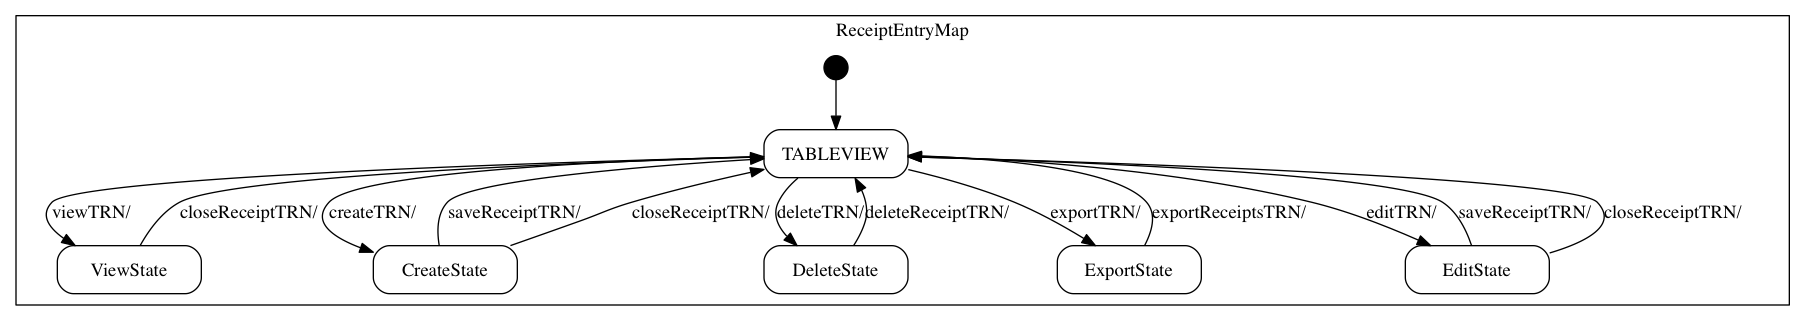 ReceiptEntryMap
TABLEVIEW
viewTRN/
closeReceiptTRN/
createTRN/
saveReceiptTRN/
closeReceiptTRN/
deleteTRN/
deleteReceiptTRN/
exportTRN/
exportReceiptsTRN/
editTRN/
saveReceiptTRN/
closeReceiptTRN/
ViewState
CreateState
DeleteState
ExportState
EditState